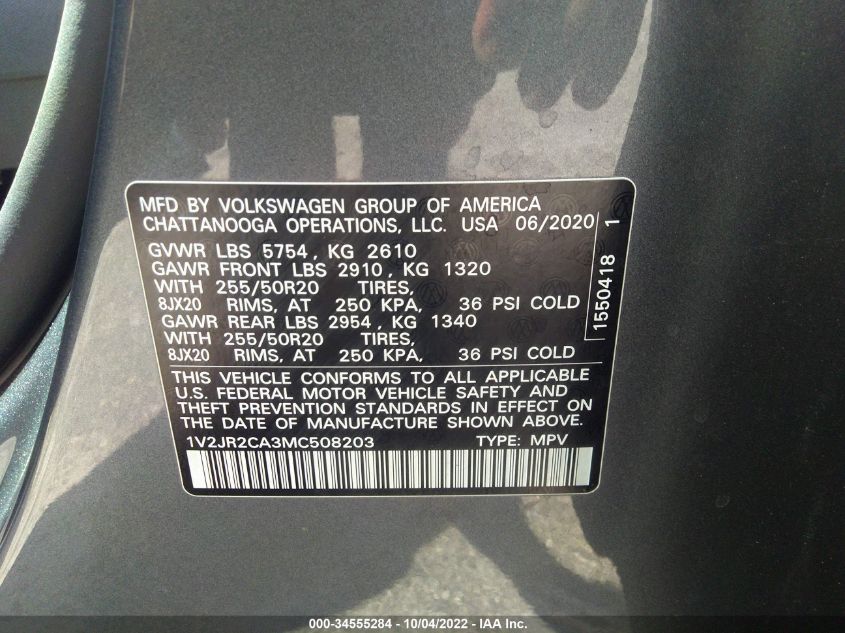 MFD BY VOLKSWAGEN GROUP OF AMERICA
CHATTANOOGA OPERATIONS, LLC. USA 06/2020
GVWR LBS 5754, KG 2610
GAWR FRONT LBS 2910, KG 1320
WITH 255/50R20 TIRES,
8JX20 RIMS, AT 250 KPA, 36 PSI COLD
GAWR REAR LBS 2954, KG 1340
WITH 255/50R20 TIRES,
8JX20 RIMS, AT 250 KPA, 36 PSI COLD
THIS VEHICLE CONFORMS TO ALL APPLICABLE
U.S. FEDERAL MOTOR VEHICLE SAFETY AND
THEFT PREVENTION STANDARDS IN EFFECT ON
THE DATE OF MANUFACTURE SHOWN ABOVE.
1V2JR2CA3MC508203 TYPE: MPV
1550418 1
000-34555284 - 10/04/2022 - IAA Inc.